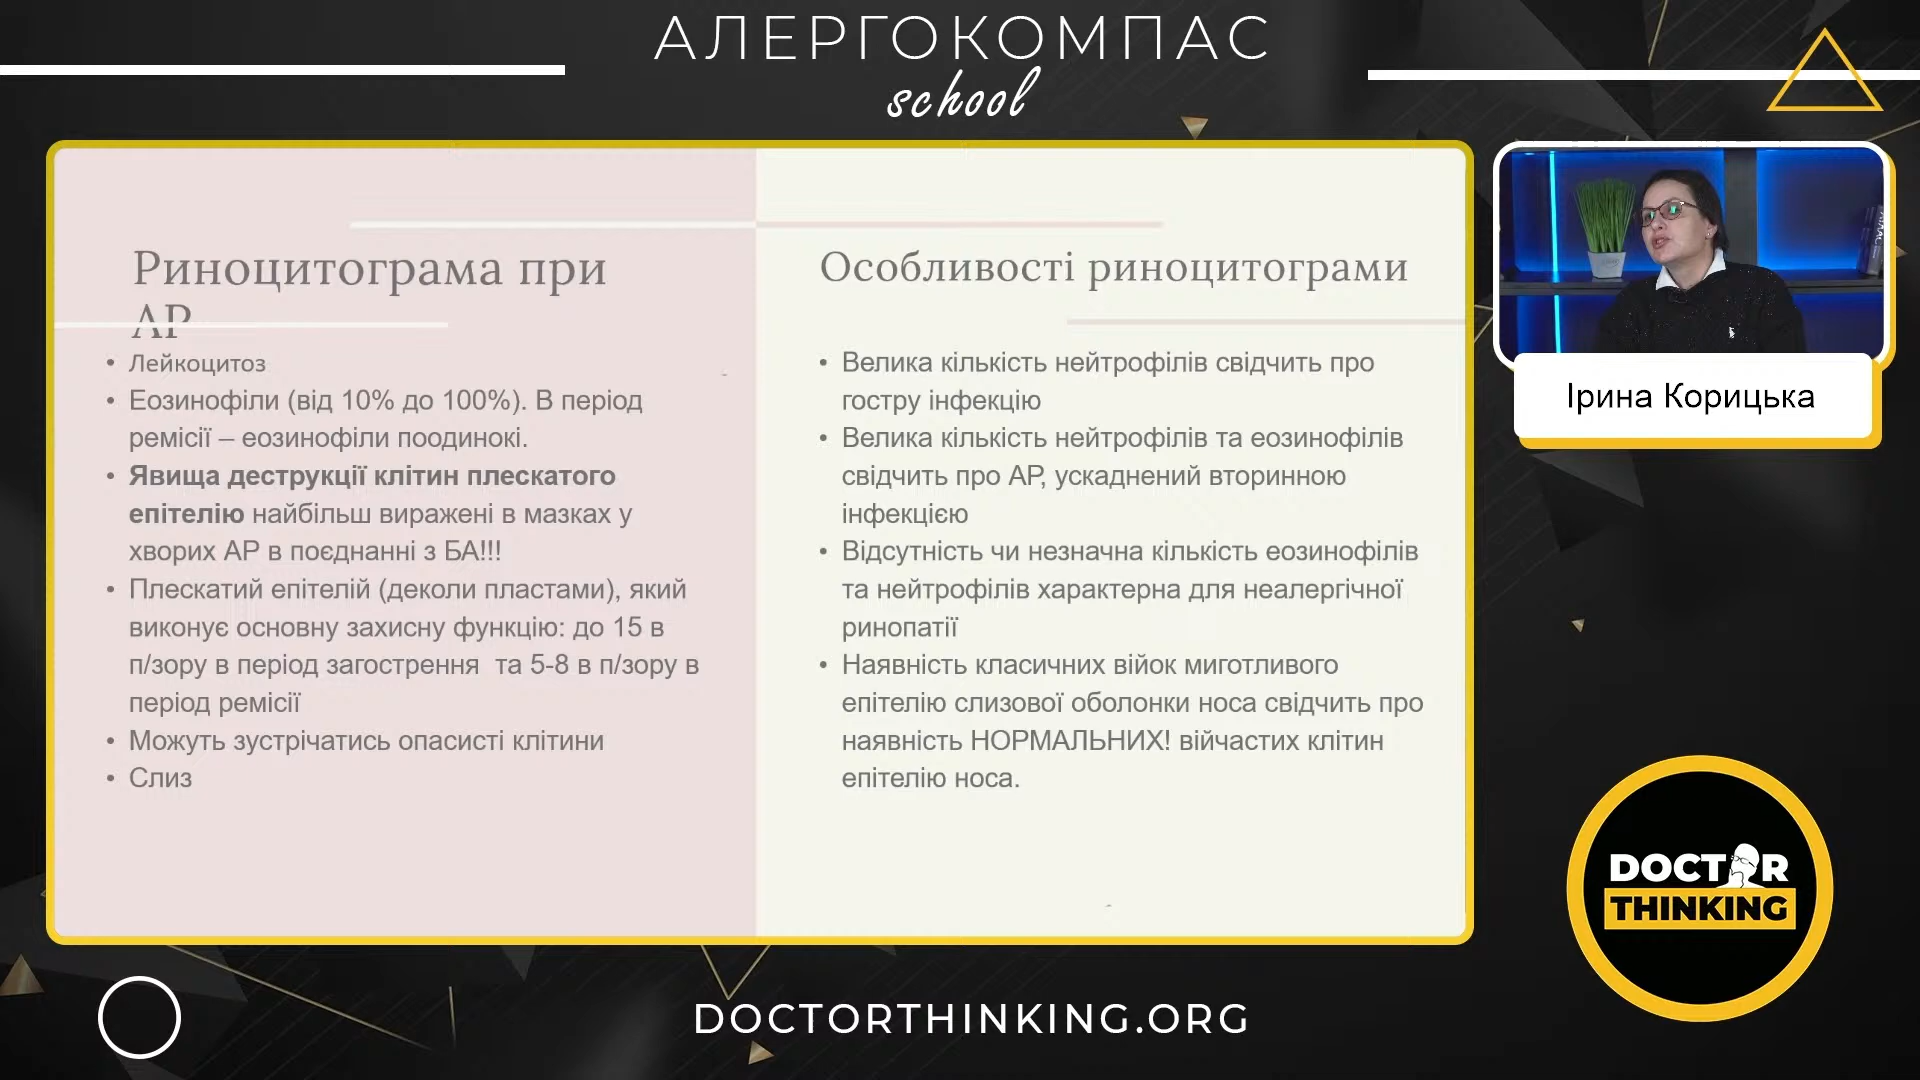 АЛЕРГОКОМПАС
school
Риноцитограма при
АР
• Лейкоцитоз
• Еозинофіли (від 10% до 100%). В період
ремісії – еозинофіли поодинокі.
• Явища деструкції клітин плескатого
епітелію найбільш виражені в мазках у
хворих АР в поєднанні з БА!!!
• Плескатий епітелій (деколи пластами), який
виконує основну захисну функцію: до 15 в
п/зору в період загострення та 5-8 в п/зору в
період ремісії
• Можуть зустрічатись опасисті клітини
• Слиз
Особливості риноцитограми
• Велика кількість нейтрофілів свідчить про
гостру інфекцію
• Велика кількість нейтрофілів та еозинофілів
свідчить про АР, ускаднений вторинною
інфекцією
• Відсутність чи незначна кількість еозинофілів
та нейтрофілів характерна для неалергічної
ринопатії
• Наявність класичних війок миготливого
епітелію слизової оболонки носа свідчить про
наявність НОРМАЛЬНИХ! війчастих клітин
епітелію носа.
Ірина Корицька
DOCTOR
THINKING
DOCTORTHINKING.ORG